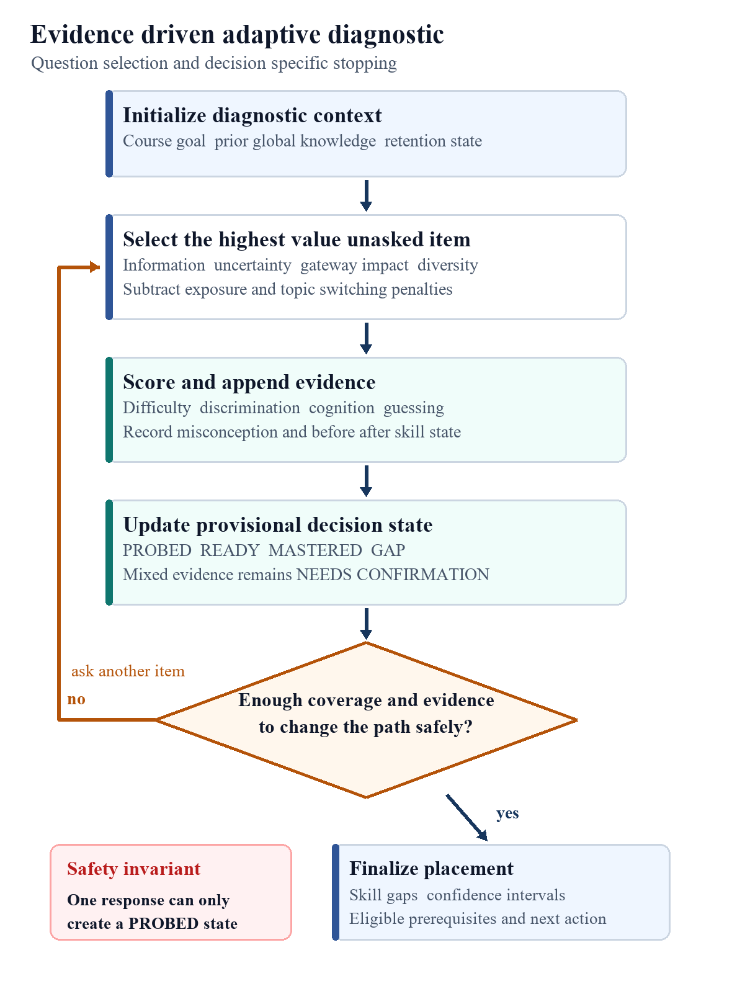 Evidence driven adaptive diagnostic
Question selection and decision specific stopping
Initialize diagnostic context
Course goal  prior global knowledge  retention state
Select the highest value unasked item
Information  uncertainty  gateway impact  diversity
Subtract exposure and topic switching penalties
Score and append evidence
Difficulty  discrimination  cognition  guessing
Record misconception and before after skill state
Update provisional decision state
PROBED  READY  MASTERED  GAP
Mixed evidence remains NEEDS CONFIRMATION
ask another item
no
Enough coverage and evidence
to change the path safely?
yes
Safety invariant
One response can only
create a PROBED state
Finalize placement
Skill gaps  confidence intervals
Eligible prerequisites and next action